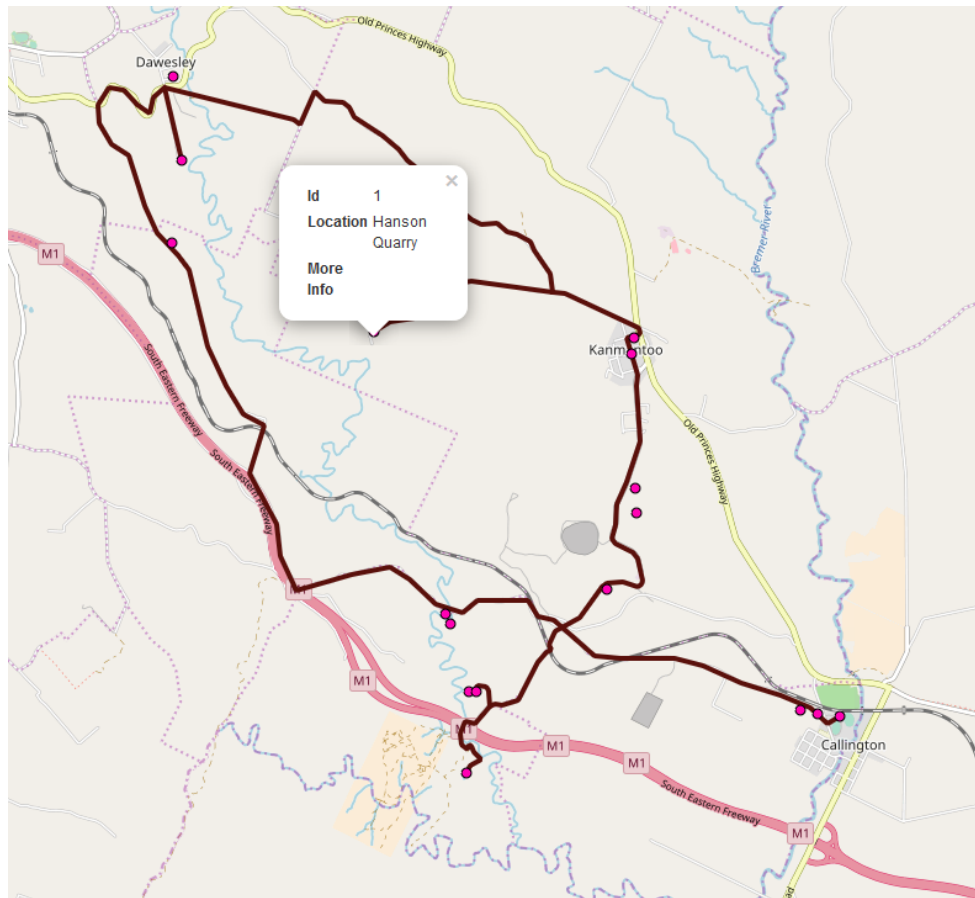 Old Princes Highway
Dawesley
×
Id 1
Location Hanson
Quarry
More
Info
M1
Bremer River
South Eastern Freeway
Kanmantoo
Old Princes Highway
South Eastern Freeway
M1
M1
M1
M1
M1
Callington
South Eastern Freeway
M1
ad